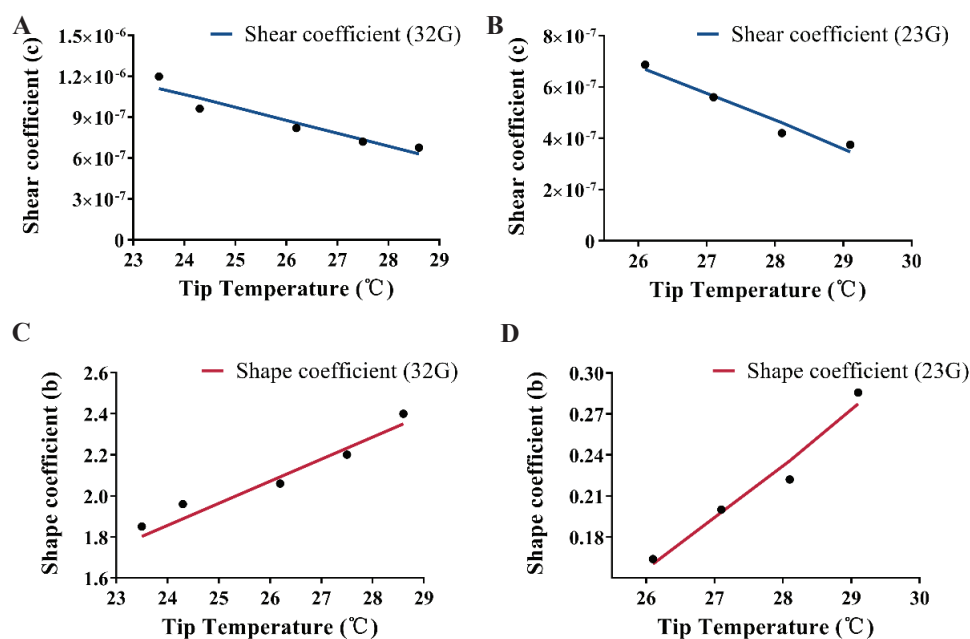 A
Shear coefficient (32G)
Shear coefficient (c)
1.5×10⁻⁶
1.2×10⁻⁶
9×10⁻⁷
6×10⁻⁷
3×10⁻⁷
0
23 24 25 26 27 28 29
Tip Temperature (℃)
B
Shear coefficient (23G)
Shear coefficient (c)
8×10⁻⁷
6×10⁻⁷
4×10⁻⁷
2×10⁻⁷
0
26 27 28 29 30
Tip Temperature (℃)
C
Shape coefficient (32G)
Shape coefficient (b)
2.6
2.4
2.2
2.0
1.8
1.6
23 24 25 26 27 28 29
Tip Temperature (℃)
D
Shape coefficient (23G)
Shape coefficient (b)
0.30
0.27
0.24
0.21
0.18
26 27 28 29 30
Tip Temperature (℃)